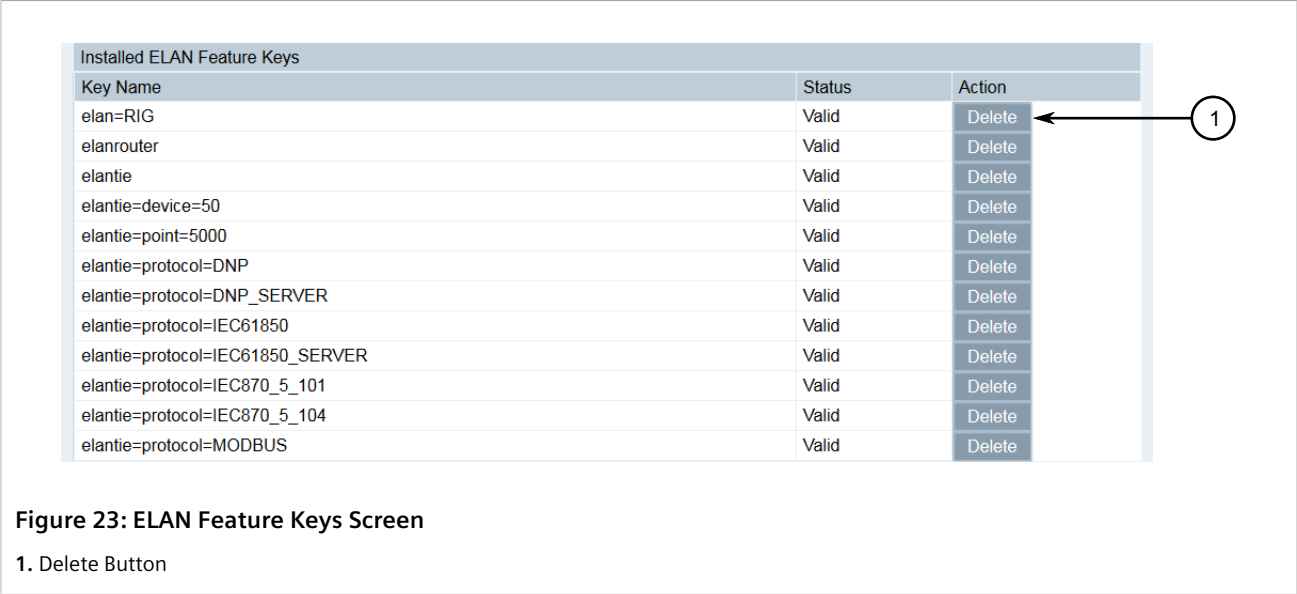 Installed ELAN Feature Keys
Key Name Status Action
elan=RIG Valid Delete 1
elanrouter Valid Delete
elantie Valid Delete
elantie=device=50 Valid Delete
elantie=point=5000 Valid Delete
elantie=protocol=DNP Valid Delete
elantie=protocol=DNP_SERVER Valid Delete
elantie=protocol=IEC61850 Valid Delete
elantie=protocol=IEC61850_SERVER Valid Delete
elantie=protocol=IEC870_5_101 Valid Delete
elantie=protocol=IEC870_5_104 Valid Delete
elantie=protocol=MODBUS Valid Delete
Figure 23: ELAN Feature Keys Screen
1. Delete Button